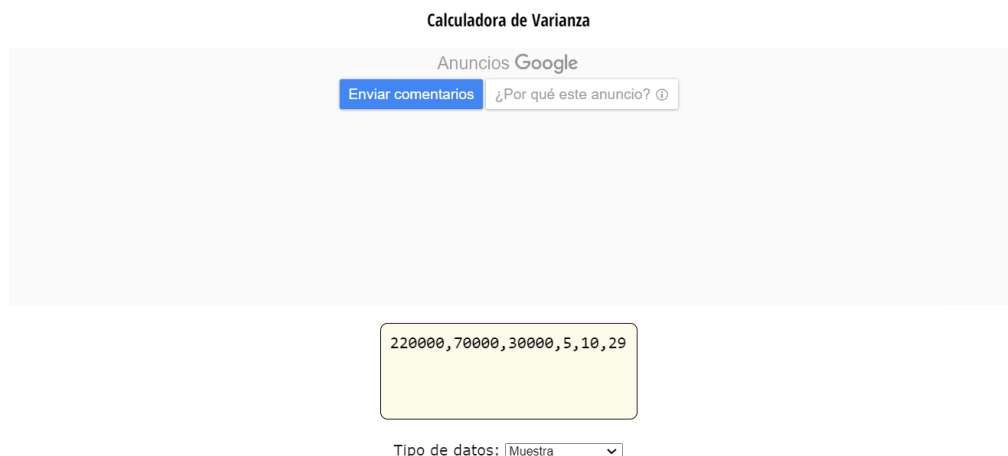 Calculadora de Varianza
Anuncios Google
Enviar comentarios ¿Por qué este anuncio?
220000,70000,30000,5,10,29
Tipo de datos: Muestra